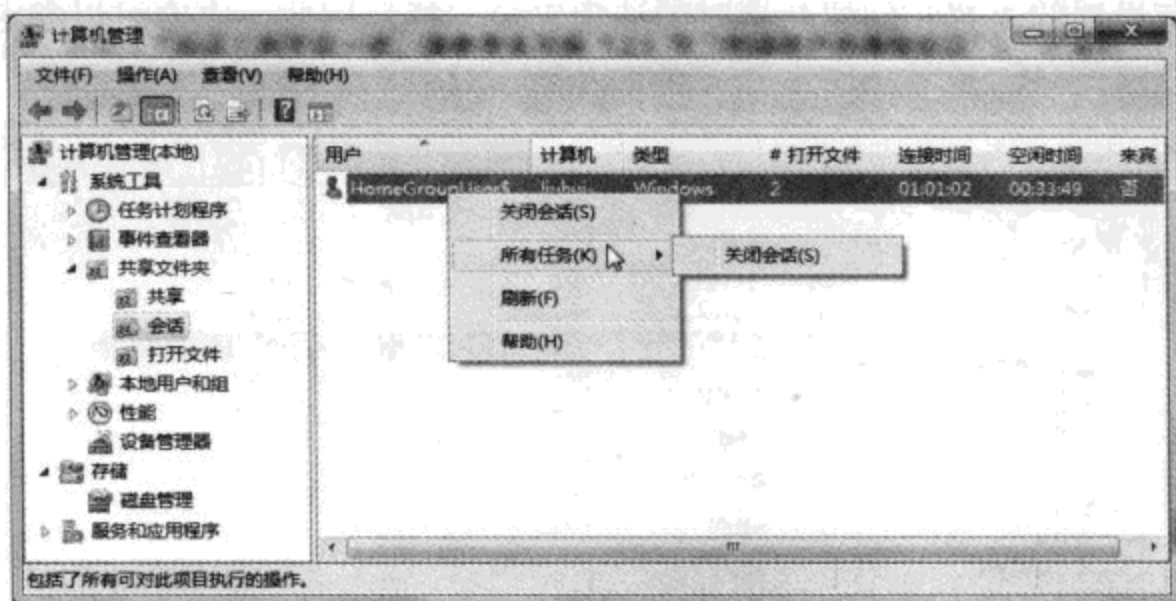 计算机管理
文件(F) 操作(A) 查看(V) 帮助(H)
计算机管理(本地)
系统工具
任务计划程序
事件查看器
共享文件夹
共享
会话
打开文件
本地用户和组
性能
设备管理器
存储
磁盘管理
服务和应用程序
用户 计算机 类型 # 打开文件 连接时间 空闲时间 来宾
HomeGroupUser$ Windows 2 01:01:02 00:33:49 否
关闭会话(S)
所有任务(K) 关闭会话(S)
刷新(F)
帮助(H)
包括了所有可对此项目执行的操作。